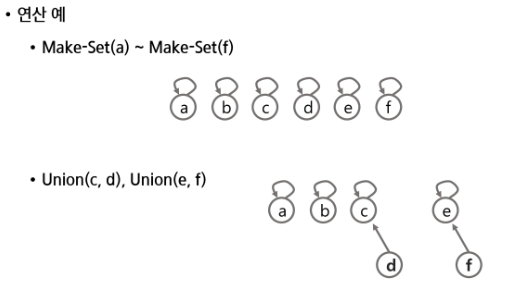 • 연산 예
• Make-Set(a) ~ Make-Set(f)
a b c d e f
• Union(c, d), Union(e, f)
a b c e
d f